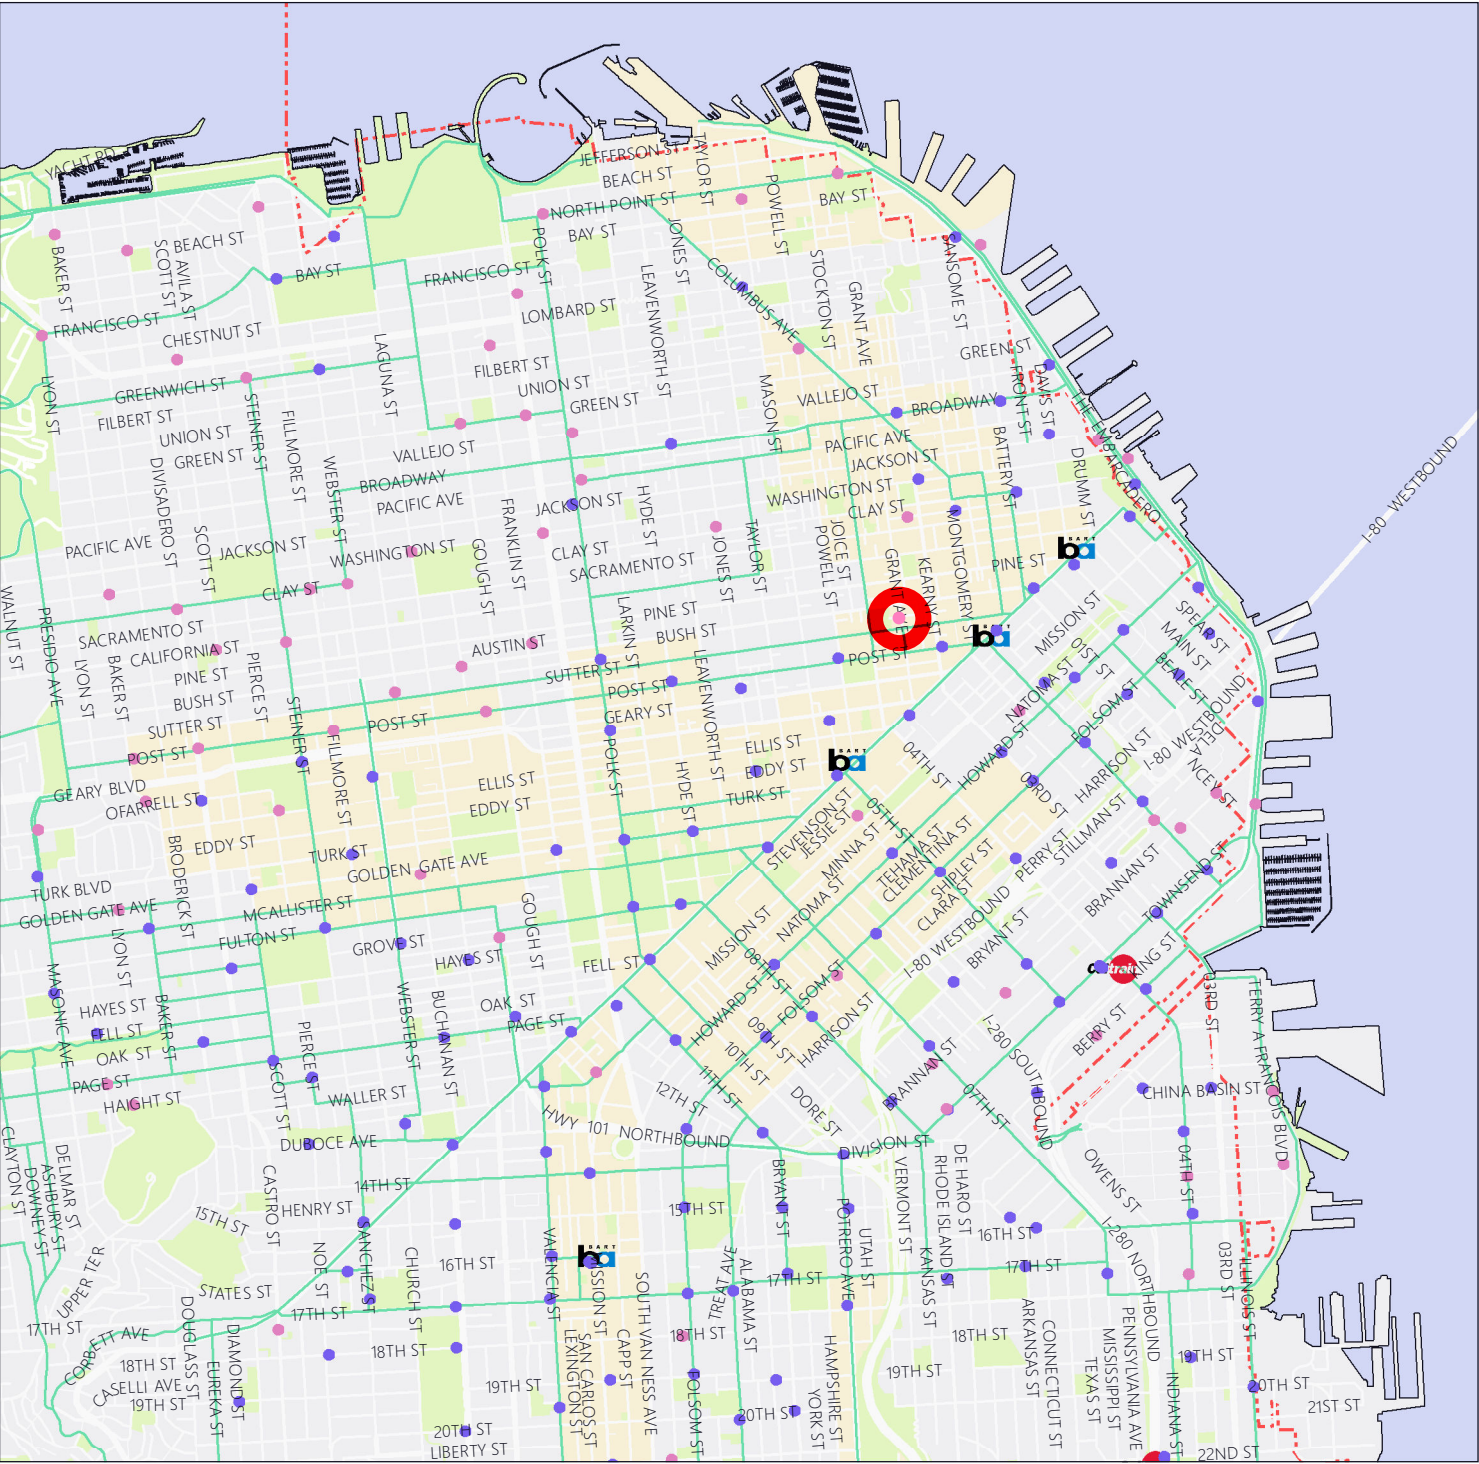 YACHT RD
JEFFERSON ST
TAYLOR ST
BEACH ST
NORTH POINT ST
POWELL ST
BAY ST
BAY ST
JONES ST
POLK ST
BEACH ST
AVILA ST
SCOTT ST
BAKER ST
BAY ST
FRANCISCO ST
COLUMBUS AVE
STOCKTON ST
GRANT AVE
SANSOME ST
LEAVENWORTH ST
LOMBARD ST
FRANCISCO ST
CHESTNUT ST
LAGUNA ST
FILBERT ST
UNION ST
GREEN ST
GREEN ST
FRONT ST
DAVIS ST
THE EMBARCADERO
LYON ST
GREENWICH ST
FILBERT ST
UNION ST
GREEN ST
STEINER ST
FILLMORE ST
WEBSTER ST
MASON ST
VALLEJO ST
BROADWAY
PACIFIC AVE
JACKSON ST
BATTERY ST
DRUMM ST
VALLEJO ST
BROADWAY
PACIFIC AVE
DIVISADERO ST
WASHINGTON ST
CLAY ST
I-80 WESTBOUND
FRANKLIN ST
JACKSON ST
HYDE ST
SCOTT ST
PACIFIC AVE
JACKSON ST
WASHINGTON ST
GOUGH ST
CLAY ST
SACRAMENTO ST
JONES ST
TAYLOR ST
JOICE ST
POWELL ST
MONTGOMERY ST
KEARNY ST
PINE ST
BART
ba
CLAY ST
WALNUT ST
PRESIDIO AVE
SACRAMENTO ST
CALIFORNIA ST
PINE ST
BUSH ST
SUTTER ST
POST ST
LYON ST
BAKER ST
PIERCE ST
STEINER ST
AUSTIN ST
LARKIN ST
PINE ST
BUSH ST
SUTTER ST
POST ST
GEARY ST
LEAVENWORTH ST
POST ST
ba
MISSION ST
01ST ST
NATOMA ST
SPEAR ST
MAIN ST
BEALE ST
FOLSOM ST
POST ST
FILLMORE ST
POLK ST
ELLIS ST
EDDY ST
TURK ST
HYDE ST
BART
ba
04TH ST
HOWARD ST
03RD ST
HARRISON ST
I-80 WESTBOUND
DELA
NCEY ST
GEARY BLVD
OFARRELL ST
ELLIS ST
EDDY ST
EDDY ST
TURK ST
GOLDEN GATE AVE
BRODERICK ST
STEVENSON ST
JESSIE ST
MINNA ST
NATOMA ST
05TH ST
TEHAMA ST
CLEMENTINA ST
SHIPLEY ST
CLARA ST
PERRY ST
STILLMAN ST
BRANNAN ST
TOWNSEND ST
TURK BLVD
GOLDEN GATE AVE
MCALLISTER ST
FULTON ST
GROVE ST
HAYES ST
GOUGH ST
FELL ST
MISSION ST
08TH ST
HOWARD ST
FOLSOM ST
HARRISON ST
I-80 WESTBOUND
BRYANT ST
KING ST
BERRY ST
03RD ST
TERRY A FRANCOIS BLVD
LYON ST
MASONIC AVE
HAYES ST
FELL ST
OAK ST
PAGE ST
HAIGHT ST
BAKER ST
PIERCE ST
SCOTT ST
WEBSTER ST
BUCHANAN ST
OAK ST
PAGE ST
WALLER ST
DUBOCE AVE
09TH ST
10TH ST
11TH ST
12TH ST
DORE ST
BRANNAN ST
07TH ST
I-280 SOUTHBOUND
CHINA BASIN ST
HWY 101 NORTHBOUND
DIVISION ST
CLAYTON ST
DOWNEY ST
ASHBURY ST
DELMAR ST
15TH ST
CASTRO ST
HENRY ST
14TH ST
15TH ST
BRYANT ST
POTRERO AVE
UTAH ST
VERMONT ST
KANSAS ST
RHODE ISLAND ST
DE HARO ST
16TH ST
OWENS ST
04TH ST
UPPER TER
STATES ST
NOE ST
SANCHEZ ST
CHURCH ST
16TH ST
VALENCIA ST
BART
ba
SOUTH VAN NESS AVE
TREAT AVE
ALABAMA ST
17TH ST
17TH ST
I-280 NORTHBOUND
03RD ST
ILLINOIS ST
17TH ST
CORBETT AVE
18TH ST
CASELLI AVE
19TH ST
DOUGLASS ST
EUREKA ST
DIAMOND ST
17TH ST
18TH ST
19TH ST
20TH ST
LIBERTY ST
LEXINGTON ST
SAN CARLOS ST
CAPP ST
FOLSOM ST
18TH ST
20TH ST
YORK ST
HAMPSHIRE ST
18TH ST
19TH ST
ARKANSAS ST
CONNECTICUT ST
TEXAS ST
MISSISSIPPI ST
PENNSYLVANIA AVE
INDIANA ST
19TH ST
20TH ST
21ST ST
22ND ST